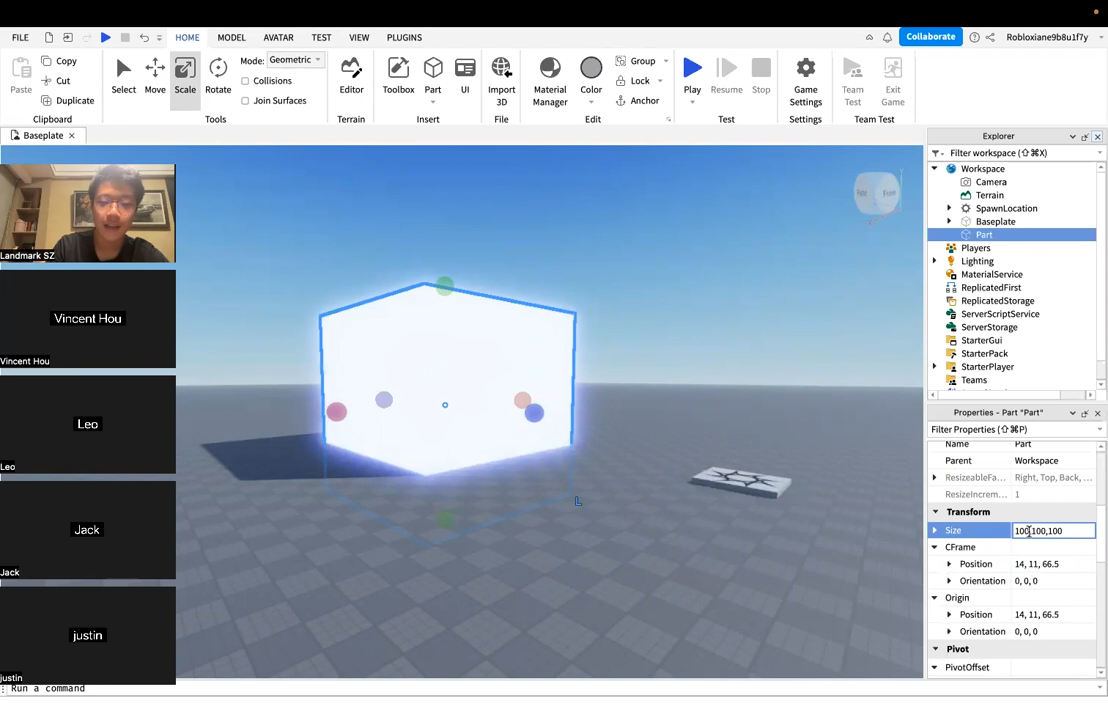 FILE
HOME
MODEL
AVATAR
TEST
VIEW
PLUGINS
Collaborate
Robloxiane9b8u1f7y
Paste
Copy
Cut
Duplicate
Clipboard
Select
Move
Scale
Rotate
Mode: Geometric
Collisions
Join Surfaces
Tools
Editor
Terrain
Toolbox
Part
UI
Insert
Import
3D
File
Material
Manager
Color
Group
Lock
Anchor
Edit
Play
Resume
Stop
Test
Game
Settings
Settings
Team
Test
Exit
Game
Team Test
Baseplate
Landmark SZ
Vincent Hou
Vincent Hou
Leo
Leo
Jack
Jack
justin
justin
L
Run a command
Explorer
Filter workspace (⇧⌘X)
Workspace
Camera
Terrain
SpawnLocation
Baseplate
Part
Players
Lighting
MaterialService
ReplicatedFirst
ReplicatedStorage
ServerScriptService
ServerStorage
StarterGui
StarterPack
StarterPlayer
Teams
Properties - Part "Part"
Filter Properties (⇧⌘P)
Name Part
Parent Workspace
ResizeableFa... Right, Top, Back, ...
ResizeIncrem... 1
Transform
Size 100,100,100
CFrame
Position 14, 11, 66.5
Orientation 0, 0, 0
Origin
Position 14, 11, 66.5
Orientation 0, 0, 0
Pivot
PivotOffset